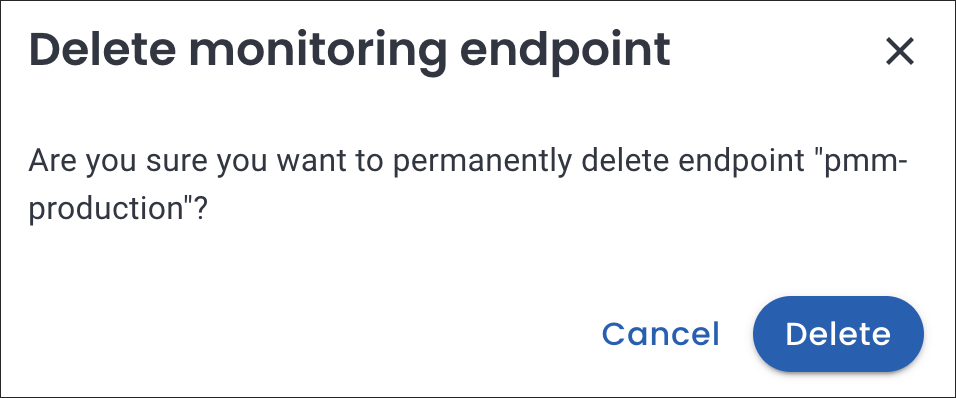 Delete monitoring endpoint
Are you sure you want to permanently delete endpoint "pmm-
production"?
Cancel
Delete